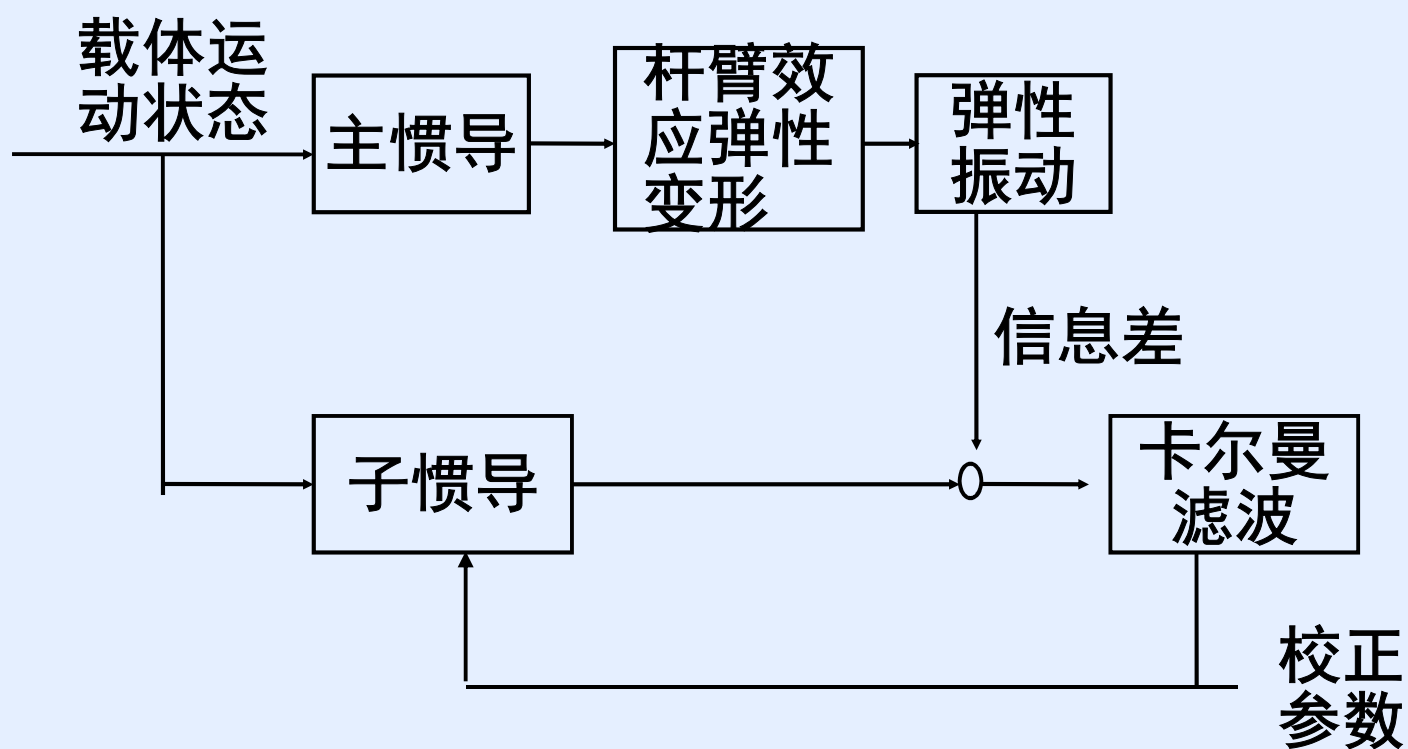 载体运
动状态
主惯导
杆臂效
应弹性
变形
弹性
振动
信息差
子惯导
卡尔曼
滤波
校正
参数